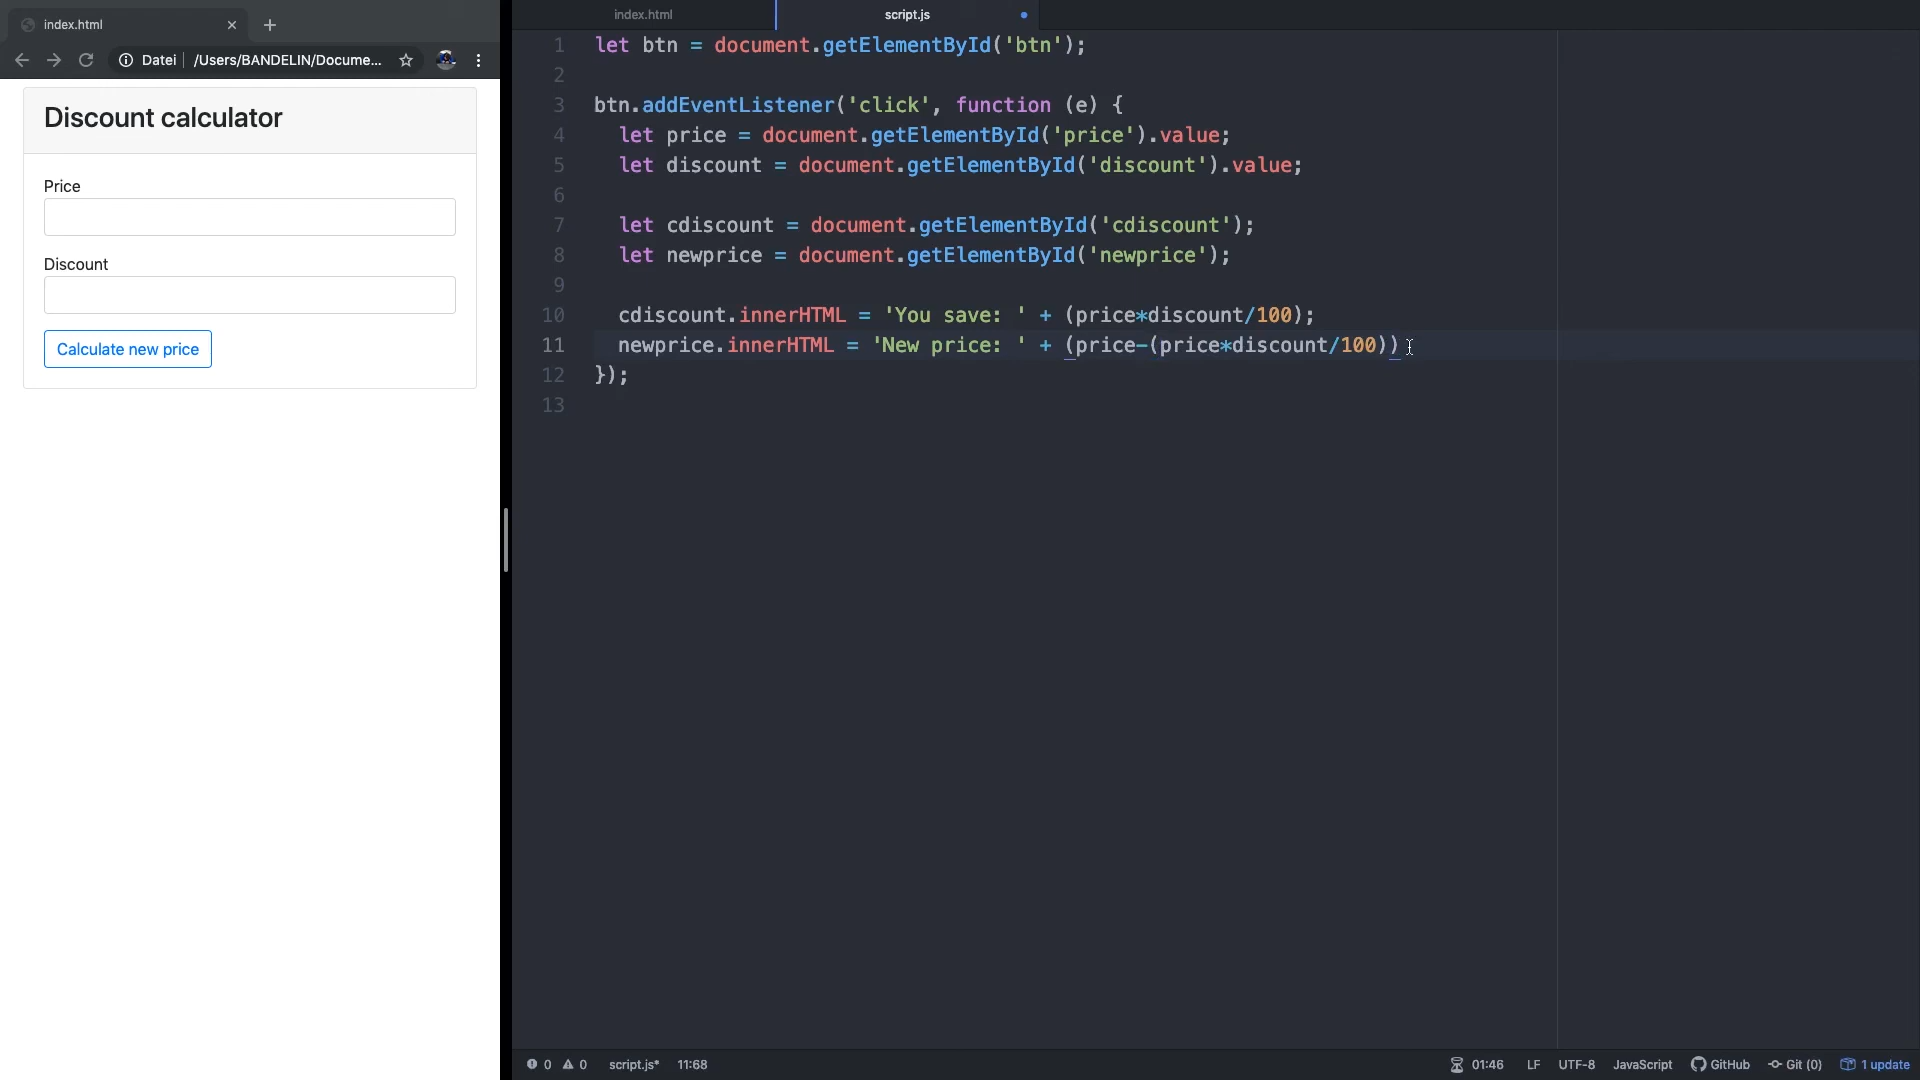 index.html
Datei /Users/BANDELIN/Docume...
Discount calculator
Price
Discount
Calculate new price
index.html script.js
1 let btn = document.getElementById('btn');
2
3 btn.addEventListener('click', function (e) {
4 let price = document.getElementById('price').value;
5 let discount = document.getElementById('discount').value;
6
7 let cdiscount = document.getElementById('cdiscount');
8 let newprice = document.getElementById('newprice');
9
10 cdiscount.innerHTML = 'You save: ' + (price*discount/100);
11 newprice.innerHTML = 'New price: ' + (price-(price*discount/100))
12 });
13
0 0 script.js* 11:68 01:46 LF UTF-8 JavaScript GitHub Git (0) 1 update